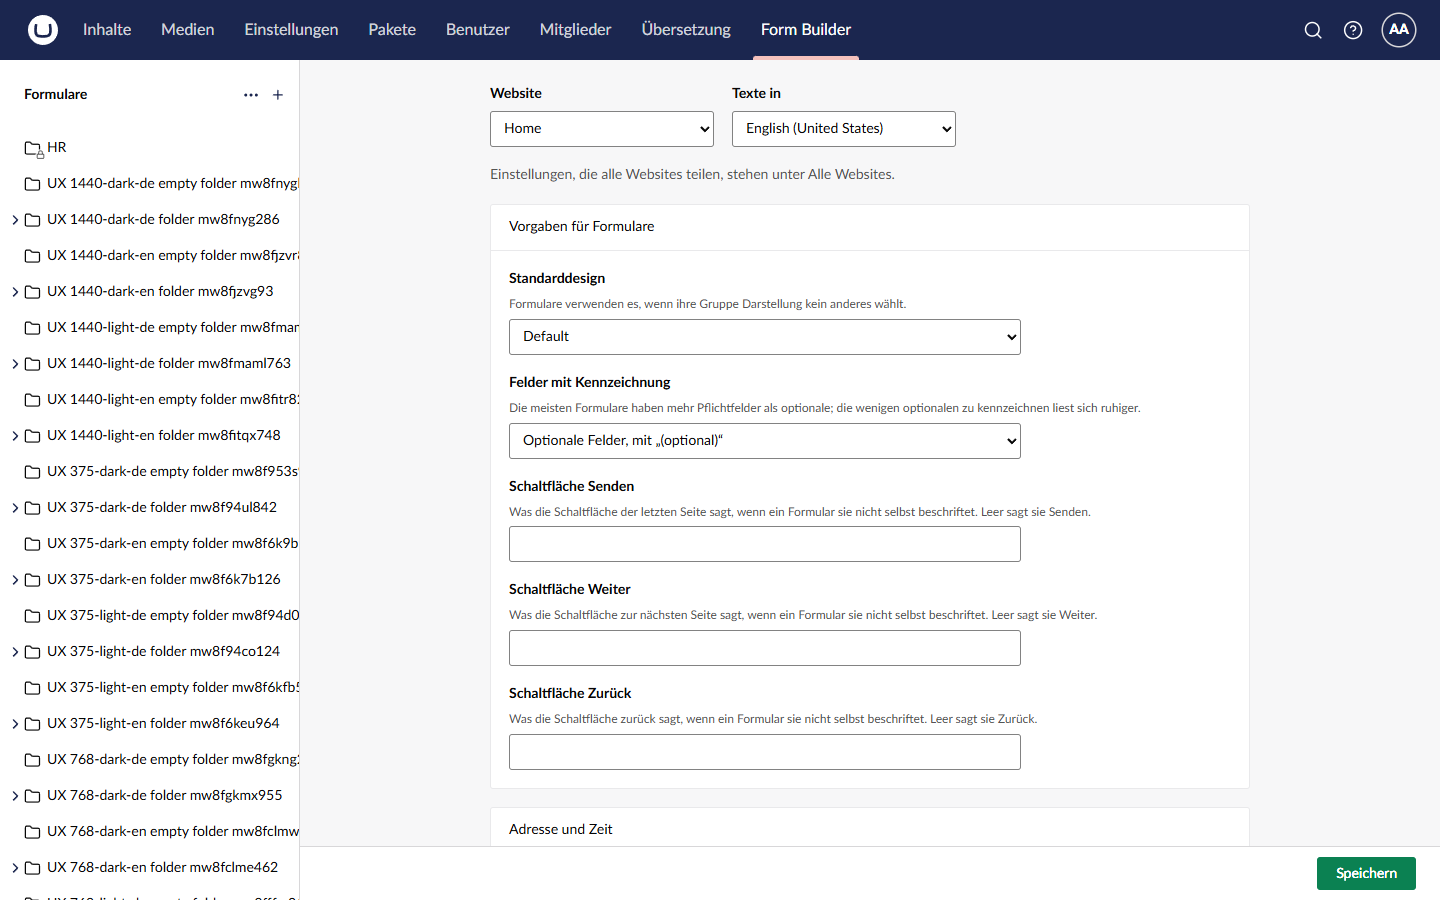 Inhalte
Medien
Einstellungen
Pakete
Benutzer
Mitglieder
Übersetzung
Form Builder
AA
Formulare
HR
UX 1440-dark-de empty folder
UX 1440-dark-de folder mw8fnyg286
UX 1440-dark-en empty folder
UX 1440-dark-en folder mw8fjzvg93
UX 1440-light-de empty folder
UX 1440-light-de folder mw8fmaml763
UX 1440-light-en empty folder
UX 1440-light-en folder mw8fitqx748
UX 375-dark-de empty folder
UX 375-dark-de folder mw8f94ul842
UX 375-dark-en empty folder
UX 375-dark-en folder mw8f6k7b126
UX 375-light-de empty folder
UX 375-light-de folder mw8f94co124
UX 375-light-en empty folder
UX 375-light-en folder mw8f6keu964
UX 768-dark-de empty folder
UX 768-dark-de folder mw8fgkmx955
UX 768-dark-en empty folder
UX 768-dark-en folder mw8fclme462
Website
Texte in
Home
English (United States)
Einstellungen, die alle Websites teilen, stehen unter Alle Websites.
Vorgaben für Formulare
Standarddesign
Formulare verwenden es, wenn ihre Gruppe Darstellung kein anderes wählt.
Default
Felder mit Kennzeichnung
Die meisten Formulare haben mehr Pflichtfelder als optionale; die wenigen optionalen zu kennzeichnen liest sich ruhiger.
Optionale Felder, mit „(optional)“
Schaltfläche Senden
Was die Schaltfläche der letzten Seite sagt, wenn ein Formular sie nicht selbst beschriftet. Leer sagt sie Senden.
Schaltfläche Weiter
Was die Schaltfläche zur nächsten Seite sagt, wenn ein Formular sie nicht selbst beschriftet. Leer sagt sie Weiter.
Schaltfläche Zurück
Was die Schaltfläche zurück sagt, wenn ein Formular sie nicht selbst beschriftet. Leer sagt sie Zurück.
Adresse und Zeit
Speichern